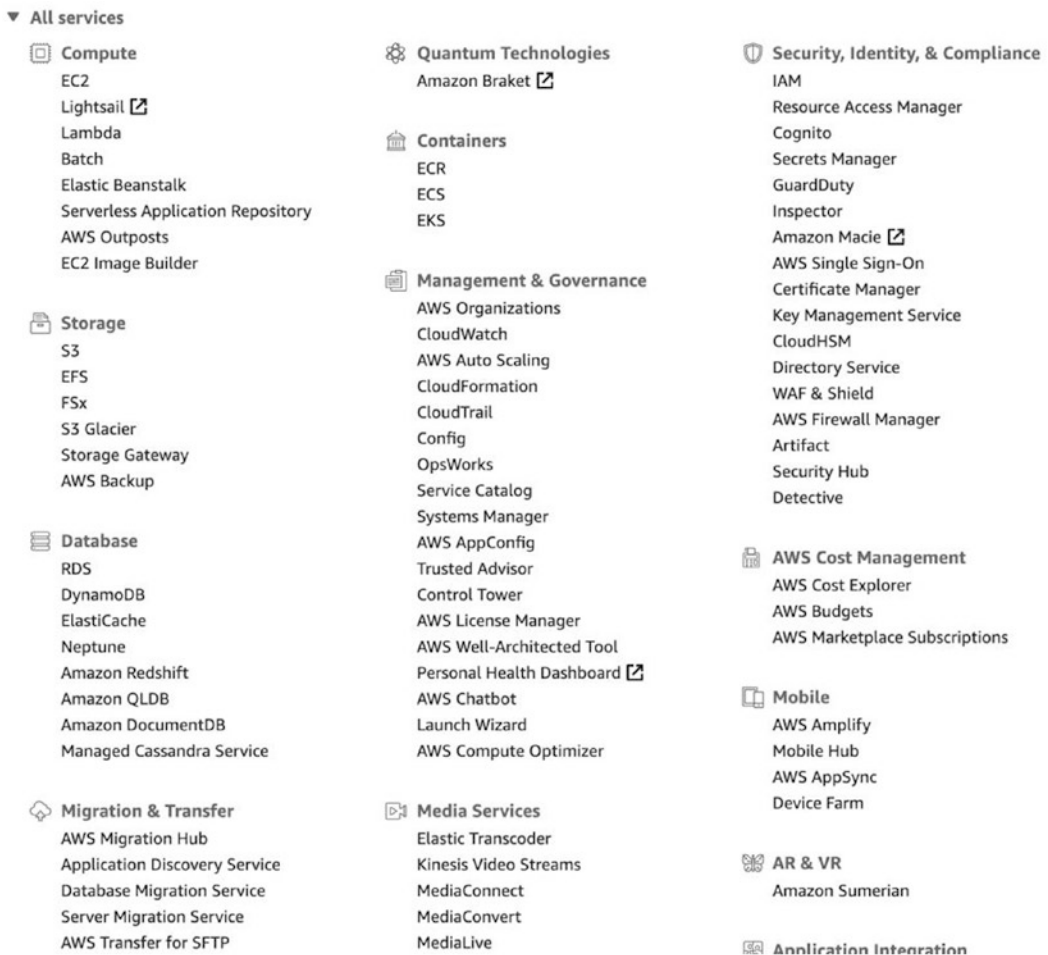 All services
Compute
EC2
Lightsail
Lambda
Batch
Elastic Beanstalk
Serverless Application Repository
AWS Outposts
EC2 Image Builder
Storage
S3
EFS
FSx
S3 Glacier
Storage Gateway
AWS Backup
Database
RDS
DynamoDB
ElastiCache
Neptune
Amazon Redshift
Amazon QLDB
Amazon DocumentDB
Managed Cassandra Service
Migration & Transfer
AWS Migration Hub
Application Discovery Service
Database Migration Service
Server Migration Service
AWS Transfer for SFTP
Quantum Technologies
Amazon Braket
Containers
ECR
ECS
EKS
Management & Governance
AWS Organizations
CloudWatch
AWS Auto Scaling
CloudFormation
CloudTrail
Config
OpsWorks
Service Catalog
Systems Manager
AWS AppConfig
Trusted Advisor
Control Tower
AWS License Manager
AWS Well-Architected Tool
Personal Health Dashboard
AWS Chatbot
Launch Wizard
AWS Compute Optimizer
Media Services
Elastic Transcoder
Kinesis Video Streams
MediaConnect
MediaConvert
MediaLive
Security, Identity, & Compliance
IAM
Resource Access Manager
Cognito
Secrets Manager
GuardDuty
Inspector
Amazon Macie
AWS Single Sign-On
Certificate Manager
Key Management Service
CloudHSM
Directory Service
WAF & Shield
AWS Firewall Manager
Artifact
Security Hub
Detective
AWS Cost Management
AWS Cost Explorer
AWS Budgets
AWS Marketplace Subscriptions
Mobile
AWS Amplify
Mobile Hub
AWS AppSync
Device Farm
AR & VR
Amazon Sumerian
Application Integration